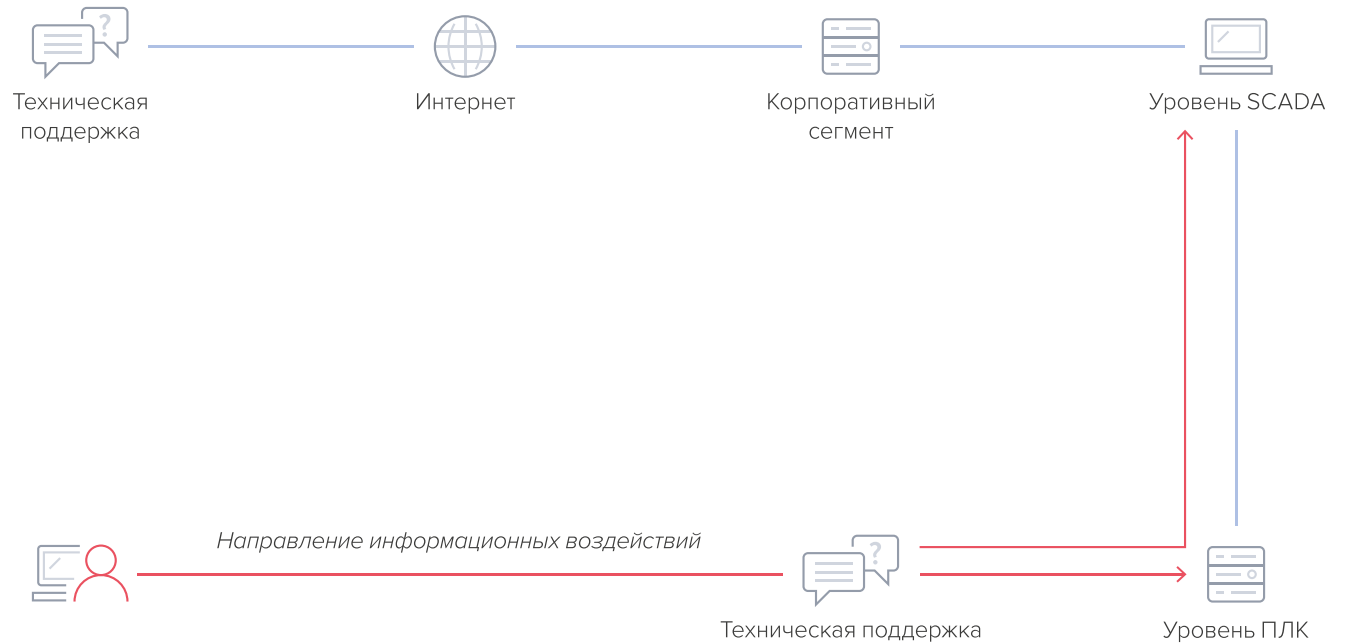 Техническая
поддержка
Интернет
Корпоративный
сегмент
Уровень SCADA
Направление информационных воздействий
Техническая поддержка
Уровень ПЛК